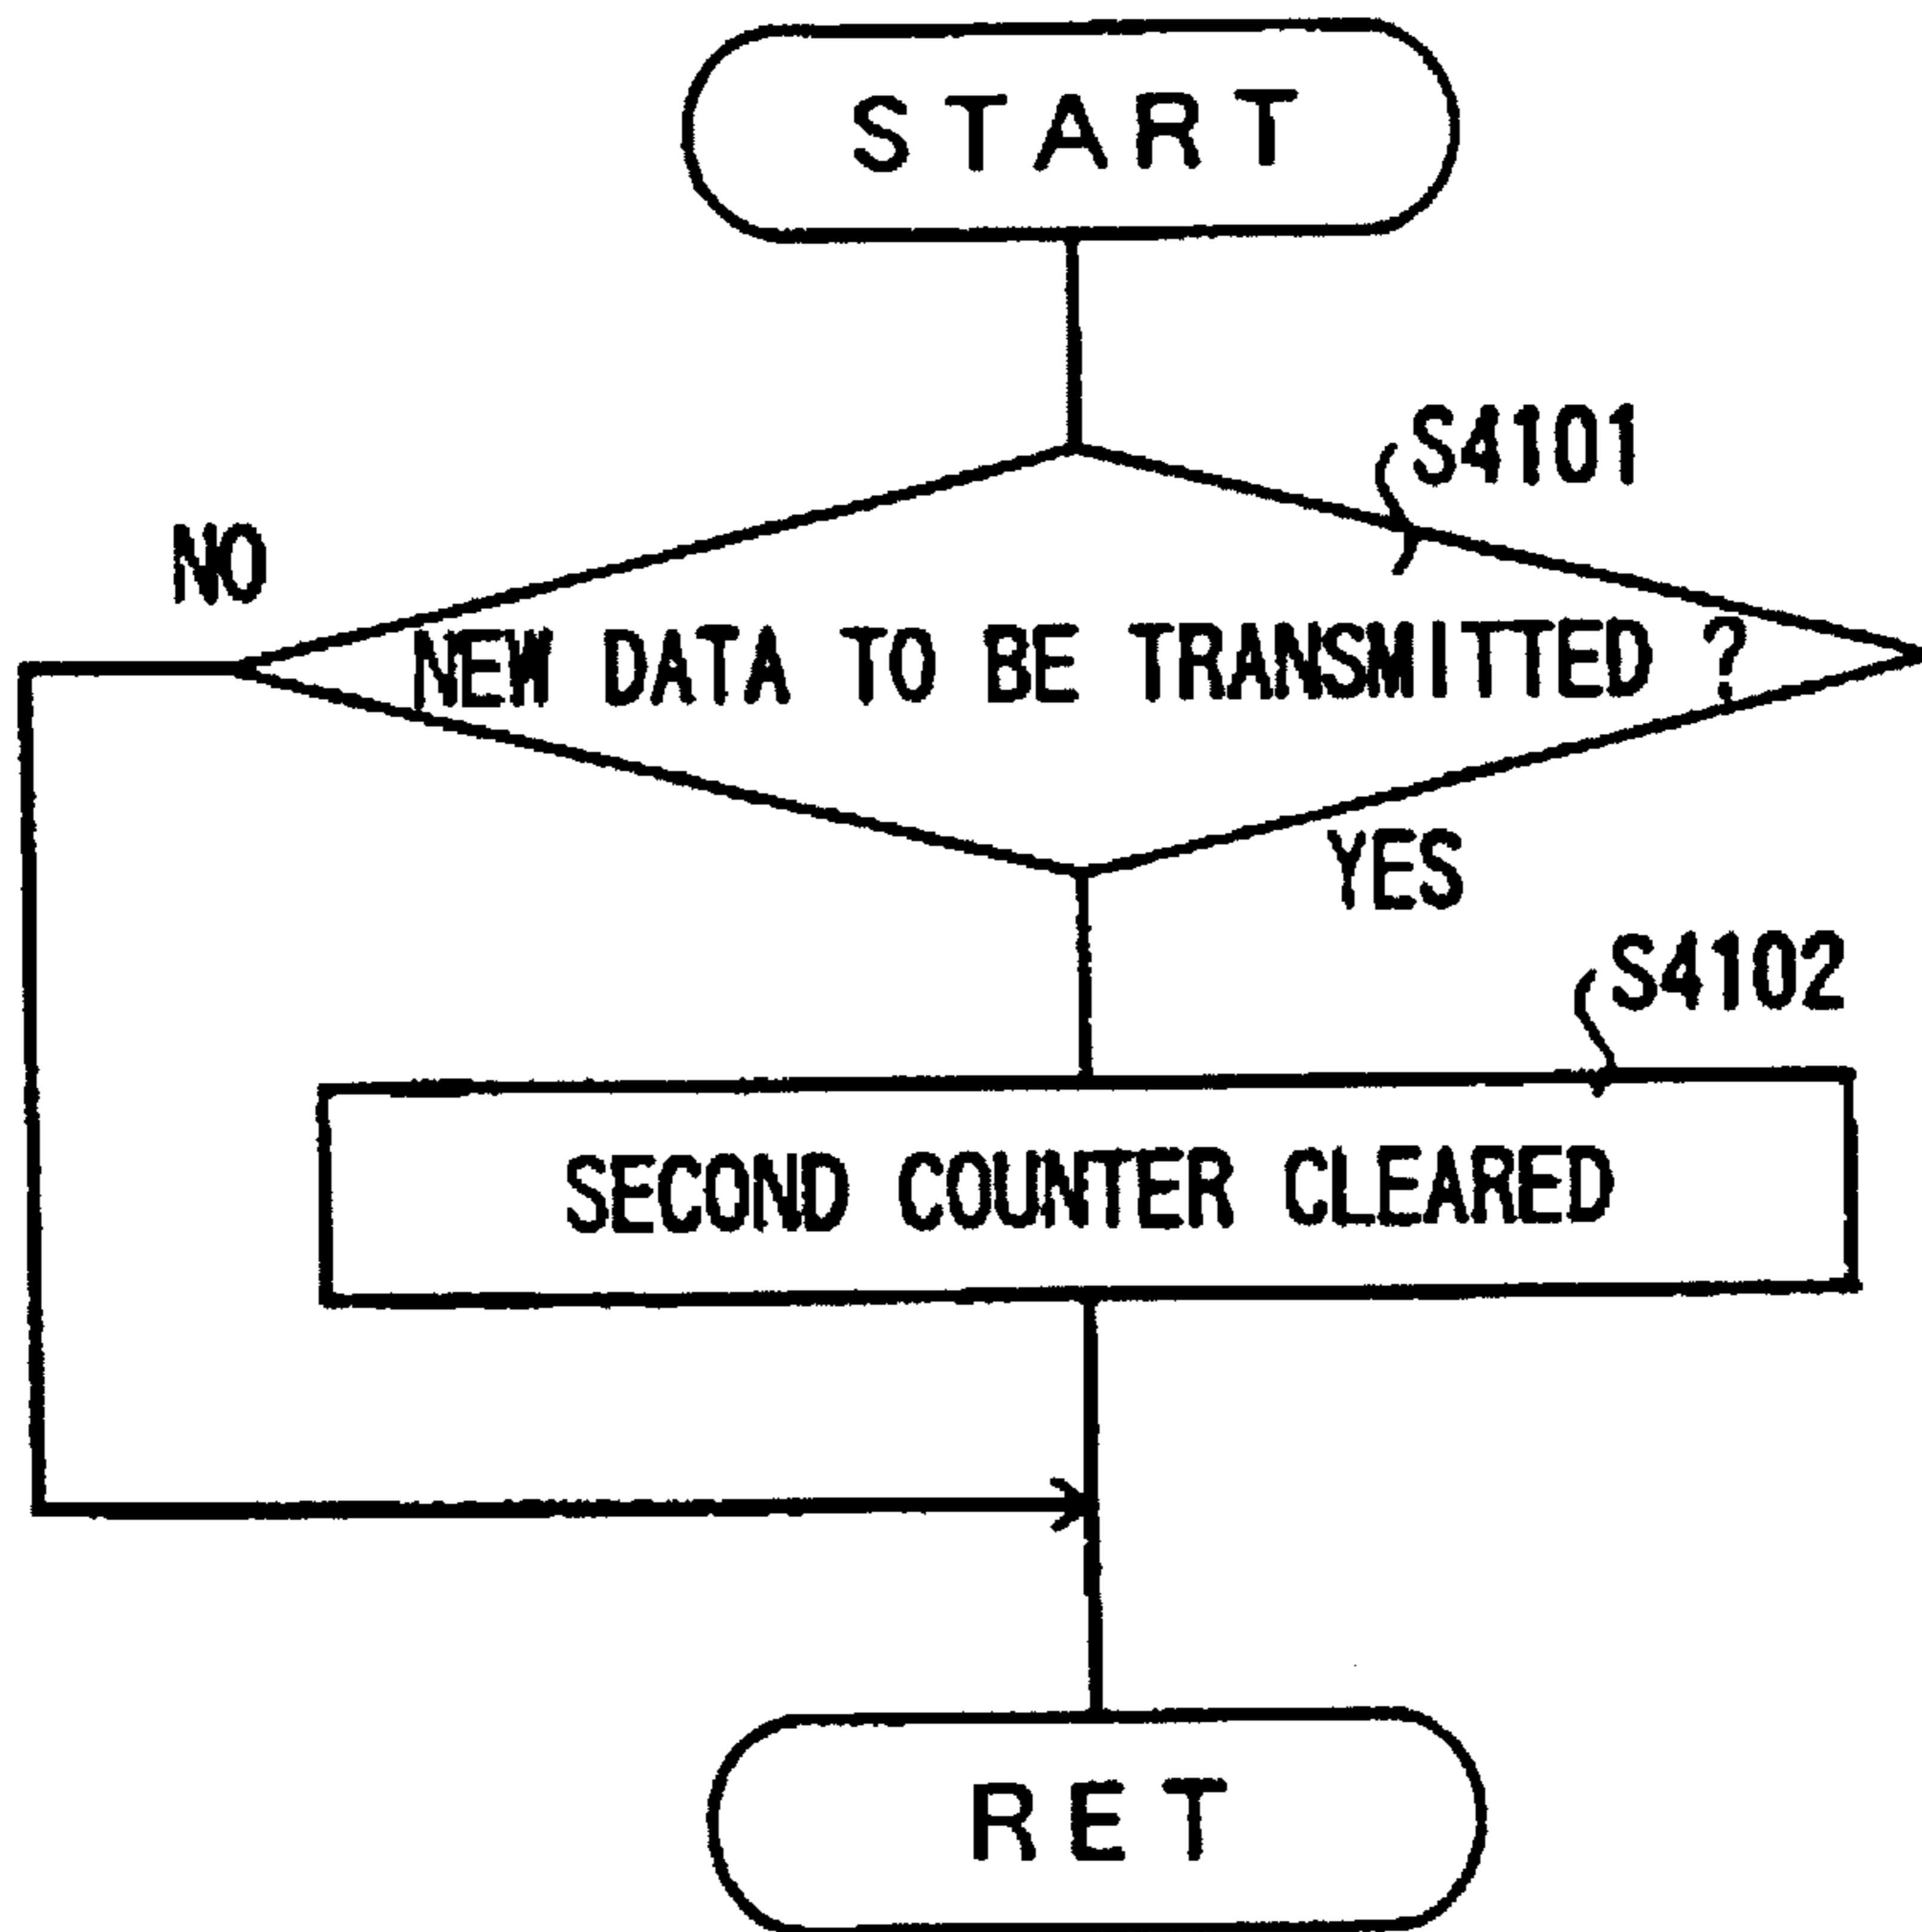 START
S4101
NO
NEW DATA TO BE TRANSMITTED ?
YES
S4102
SECOND COUNTER CLEARED
RET